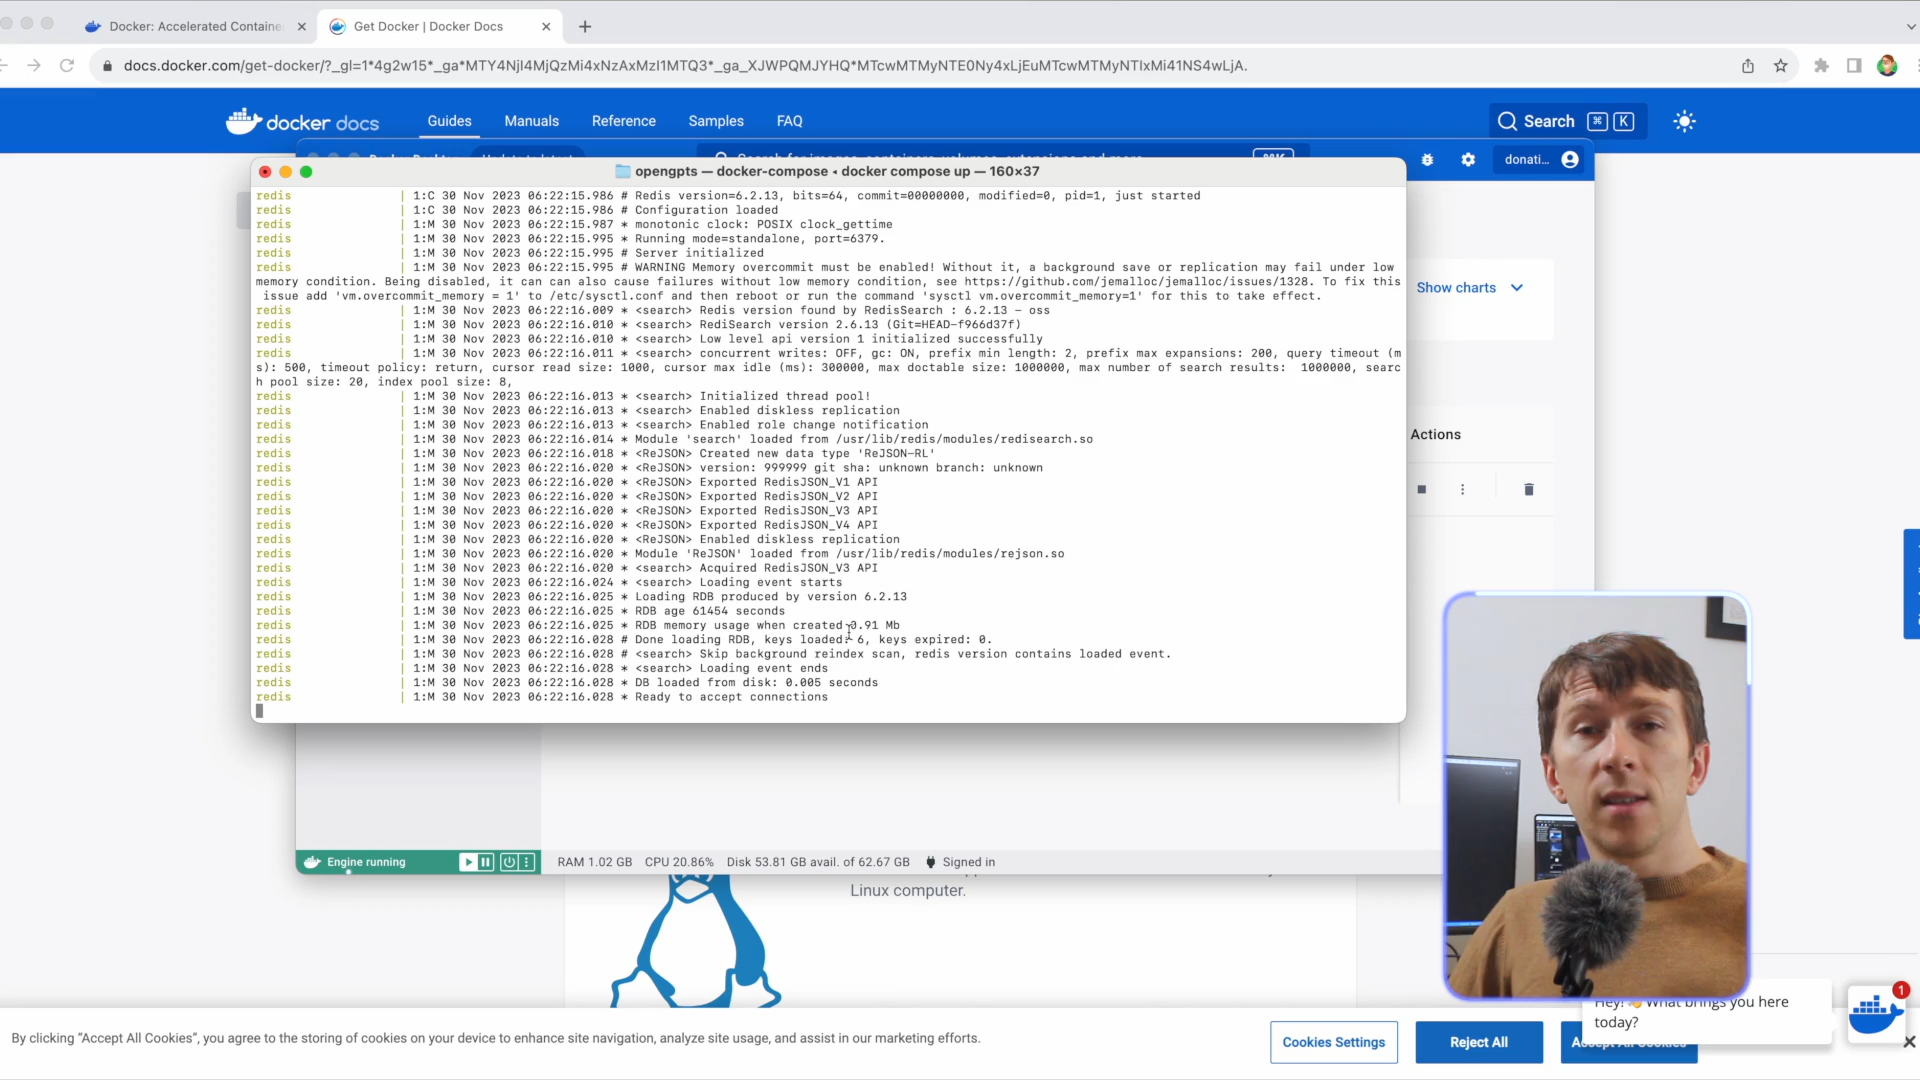 Docker: Accelerated Containe
Get Docker | Docker Docs
docs.docker.com/get-docker/?_gl=1*4g2w15*_ga*MTY4NjI4MjQzMi4xNzAxMzI1MTQ3*_ga_XJWPQMJYHQ*MTcwMTMyNTE0Ny4xLjEuMTcwMTMyNTIxMi41NS4wLjA.
docker docs
Guides
Manuals
Reference
Samples
FAQ
Search ⌘ K
donati...
opengpts — docker-compose ◂ docker compose up — 160×37
redis | 1:C 30 Nov 2023 06:22:15.986 # Redis version=6.2.13, bits=64, commit=00000000, modified=0, pid=1, just started
redis | 1:C 30 Nov 2023 06:22:15.986 # Configuration loaded
redis | 1:M 30 Nov 2023 06:22:15.987 * monotonic clock: POSIX clock_gettime
redis | 1:M 30 Nov 2023 06:22:15.995 * Running mode=standalone, port=6379.
redis | 1:M 30 Nov 2023 06:22:15.995 # Server initialized
redis | 1:M 30 Nov 2023 06:22:15.995 # WARNING Memory overcommit must be enabled! Without it, a background save or replication may fail under low
memory condition. Being disabled, it can can also cause failures without low memory condition, see https://github.com/jemalloc/jemalloc/issues/1328. To fix this
issue add 'vm.overcommit_memory = 1' to /etc/sysctl.conf and then reboot or run the command 'sysctl vm.overcommit_memory=1' for this to take effect.
redis | 1:M 30 Nov 2023 06:22:16.009 * <search> Redis version found by RedisSearch : 6.2.13 - oss
redis | 1:M 30 Nov 2023 06:22:16.010 * <search> RediSearch version 2.6.13 (Git=HEAD-f966d37f)
redis | 1:M 30 Nov 2023 06:22:16.010 * <search> Low level api version 1 initialized successfully
redis | 1:M 30 Nov 2023 06:22:16.011 * <search> concurrent writes: OFF, gc: ON, prefix min length: 2, prefix max expansions: 200, query timeout (m
s): 500, timeout policy: return, cursor read size: 1000, cursor max idle (ms): 300000, max doctable size: 1000000, max number of search results:  1000000, searc
h pool size: 20, index pool size: 8,
redis | 1:M 30 Nov 2023 06:22:16.013 * <search> Initialized thread pool!
redis | 1:M 30 Nov 2023 06:22:16.013 * <search> Enabled diskless replication
redis | 1:M 30 Nov 2023 06:22:16.013 * <search> Enabled role change notification
redis | 1:M 30 Nov 2023 06:22:16.014 * Module 'search' loaded from /usr/lib/redis/modules/redisearch.so
redis | 1:M 30 Nov 2023 06:22:16.018 * <ReJSON> Created new data type 'ReJSON-RL'
redis | 1:M 30 Nov 2023 06:22:16.020 * <ReJSON> version: 999999 git sha: unknown branch: unknown
redis | 1:M 30 Nov 2023 06:22:16.020 * <ReJSON> Exported RedisJSON_V1 API
redis | 1:M 30 Nov 2023 06:22:16.020 * <ReJSON> Exported RedisJSON_V2 API
redis | 1:M 30 Nov 2023 06:22:16.020 * <ReJSON> Exported RedisJSON_V3 API
redis | 1:M 30 Nov 2023 06:22:16.020 * <ReJSON> Exported RedisJSON_V4 API
redis | 1:M 30 Nov 2023 06:22:16.020 * <ReJSON> Enabled diskless replication
redis | 1:M 30 Nov 2023 06:22:16.020 * Module 'ReJSON' loaded from /usr/lib/redis/modules/rejson.so
redis | 1:M 30 Nov 2023 06:22:16.020 * <search> Acquired RedisJSON_V3 API
redis | 1:M 30 Nov 2023 06:22:16.024 * <search> Loading event starts
redis | 1:M 30 Nov 2023 06:22:16.025 * Loading RDB produced by version 6.2.13
redis | 1:M 30 Nov 2023 06:22:16.025 * RDB age 61454 seconds
redis | 1:M 30 Nov 2023 06:22:16.025 * RDB memory usage when created 0.91 Mb
redis | 1:M 30 Nov 2023 06:22:16.028 # Done loading RDB, keys loaded: 6, keys expired: 0.
redis | 1:M 30 Nov 2023 06:22:16.028 # <search> Skip background reindex scan, redis version contains loaded event.
redis | 1:M 30 Nov 2023 06:22:16.028 * <search> Loading event ends
redis | 1:M 30 Nov 2023 06:22:16.028 * DB loaded from disk: 0.005 seconds
redis | 1:M 30 Nov 2023 06:22:16.028 * Ready to accept connections
Show charts
Actions
Engine running
RAM 1.02 GB CPU 20.86% Disk 53.81 GB avail. of 62.67 GB Signed in
Linux computer.
Hey! 👋 What brings you here
today?
1
By clicking “Accept All Cookies”, you agree to the storing of cookies on your device to enhance site navigation, analyze site usage, and assist in our marketing efforts.
Cookies Settings
Reject All
Accept All Cookies